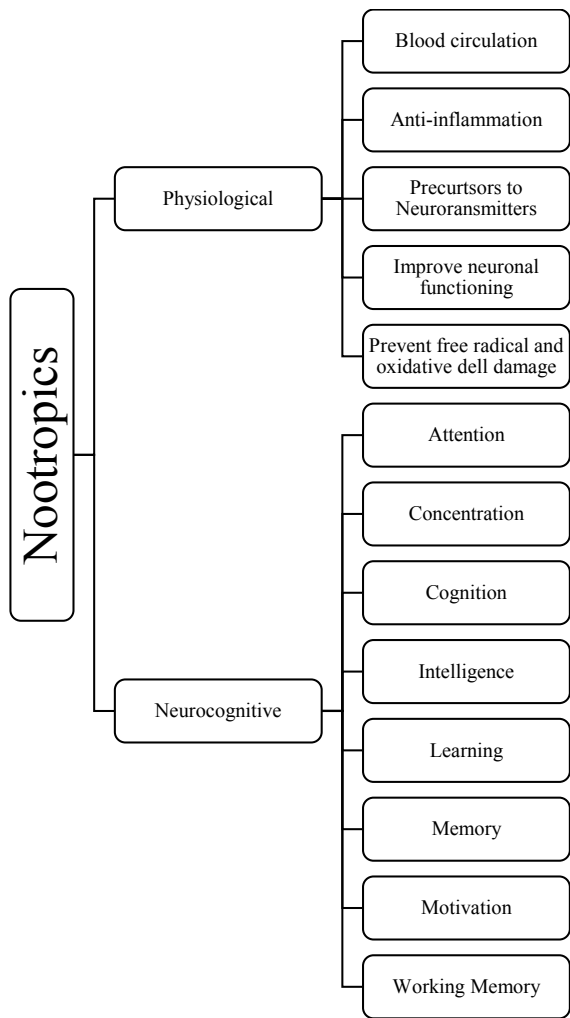 Nootropics
Physiological
Blood circulation
Anti-inflammation
Precurtsors to
Neuroransmitters
Improve neuronal
functioning
Prevent free radical and
oxidative dell damage
Neurocognitive
Attention
Concentration
Cognition
Intelligence
Learning
Memory
Motivation
Working Memory